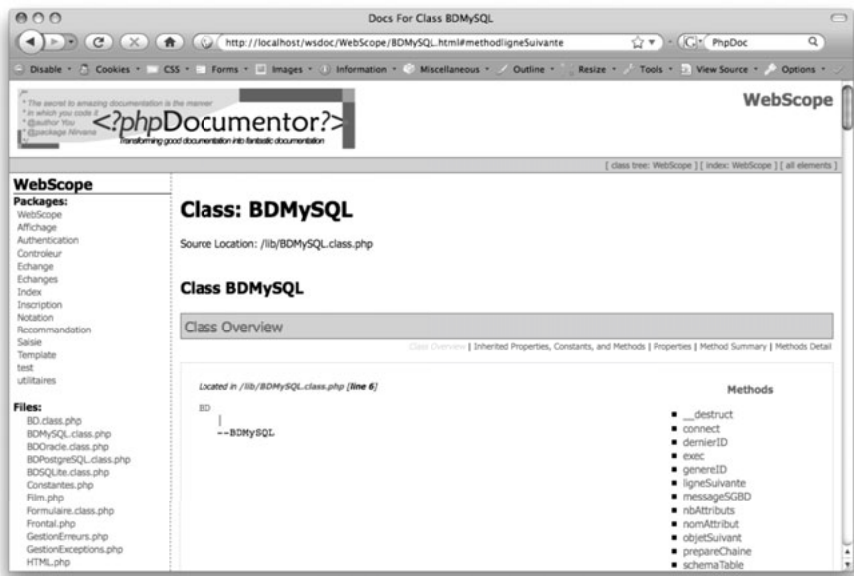 Docs For Class BDMySQL
http://localhost/wsdoc/WebScope/BDMySQL.html#methodligneSuivante
PhpDoc
Disable Cookies CSS Forms Images Information Miscellaneous Outline Resize Tools View Source Options
/**
* The secret to amazing documentation is the manner
* in which you code it
* @author You
* @package Nirvana
*/
<?phpDocumentor?>
Transforming good documentation into fantastic documentation
WebScope
[ class tree: WebScope ] [ index: WebScope ] [ all elements ]
WebScope
Packages:
WebScope
Affichage
Authentication
Controleur
Echange
Echanges
Index
Inscription
Notation
Recommandation
Saisie
Template
test
utilitaires
Files:
BD.class.php
BDMySQL.class.php
BDOracle.class.php
BDPostgreSQL.class.php
BDSQLite.class.php
Constantes.php
Film.php
Formulaire.class.php
Frontal.php
GestionErreurs.php
GestionExceptions.php
HTML.php
Class: BDMySQL
Source Location: /lib/BDMySQL.class.php
Class BDMySQL
Class Overview
Class Overview | Inherited Properties, Constants, and Methods | Properties | Method Summary | Methods Detail
Located in /lib/BDMySQL.class.php [line 6]
BD
|
--BDMySQL
Methods
__destruct
connect
dernierID
exec
genereID
ligneSuivante
messageSGBD
nbAttributs
nomAttribut
objetSuivant
prepareChaine
schemaTable